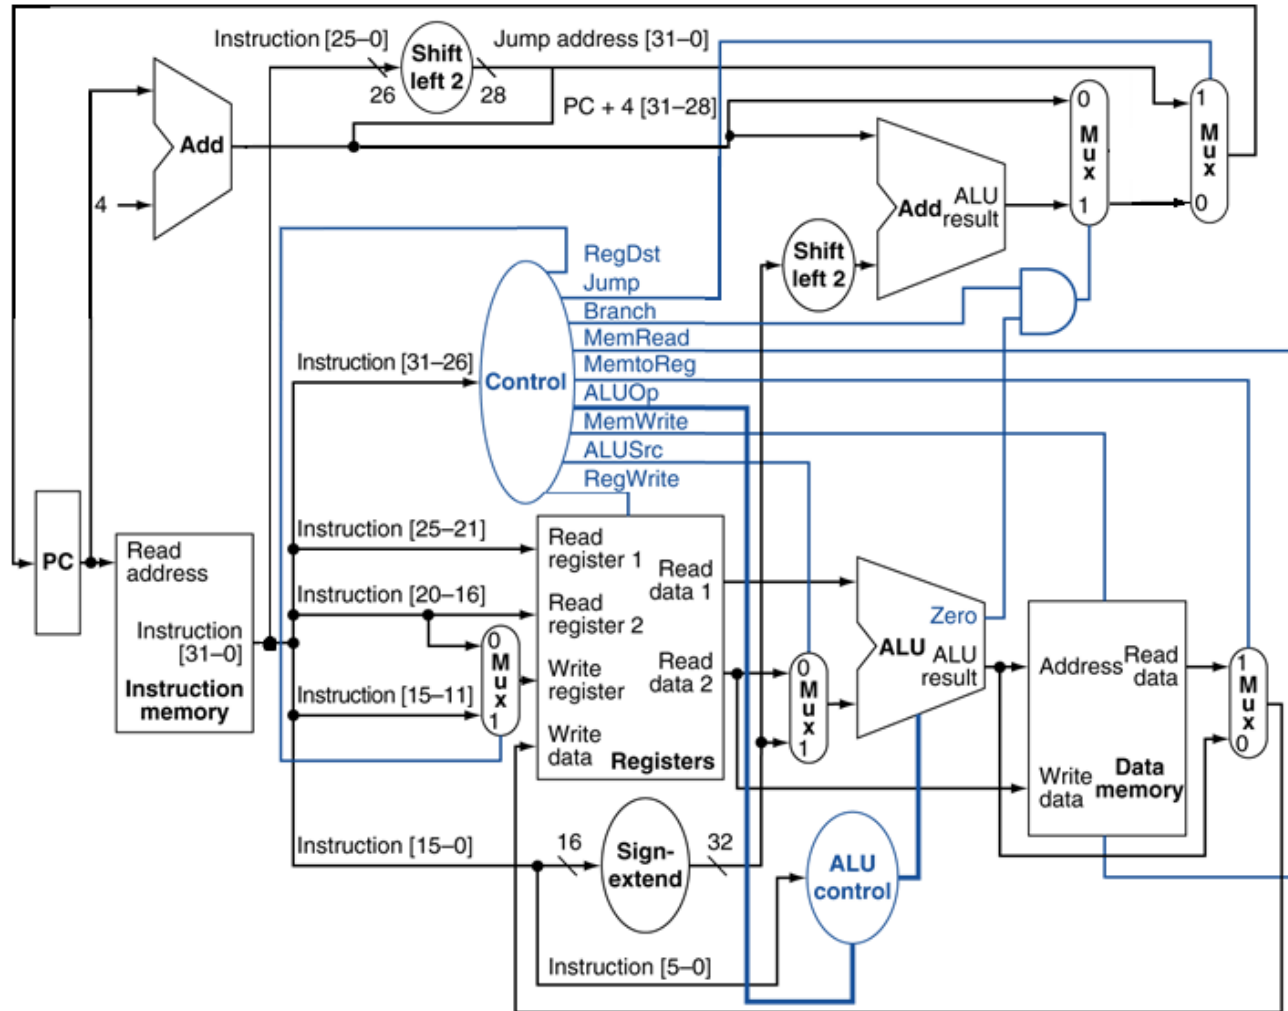 Instruction [25–0]
Jump address [31–0]
Shift
left 2
26
28
PC + 4 [31–28]
Add
4
0
M
u
x
1
1
M
u
x
0
Add
ALU
result
Shift
left 2
RegDst
Jump
Branch
MemRead
MemtoReg
ALUOp
MemWrite
ALUSrc
RegWrite
Control
Instruction [31–26]
PC
Read
address
Instruction
[31–0]
Instruction
memory
Instruction [25–21]
Instruction [20–16]
Instruction [15–11]
0
M
u
x
1
Read
register 1
Read
register 2
Write
register
Write
data
Read
data 1
Read
data 2
Registers
0
M
u
x
1
Zero
ALU
ALU
result
Address
Read
data
Write
data
Data
memory
1
M
u
x
0
Instruction [15–0]
16
Sign-
extend
32
ALU
control
Instruction [5–0]